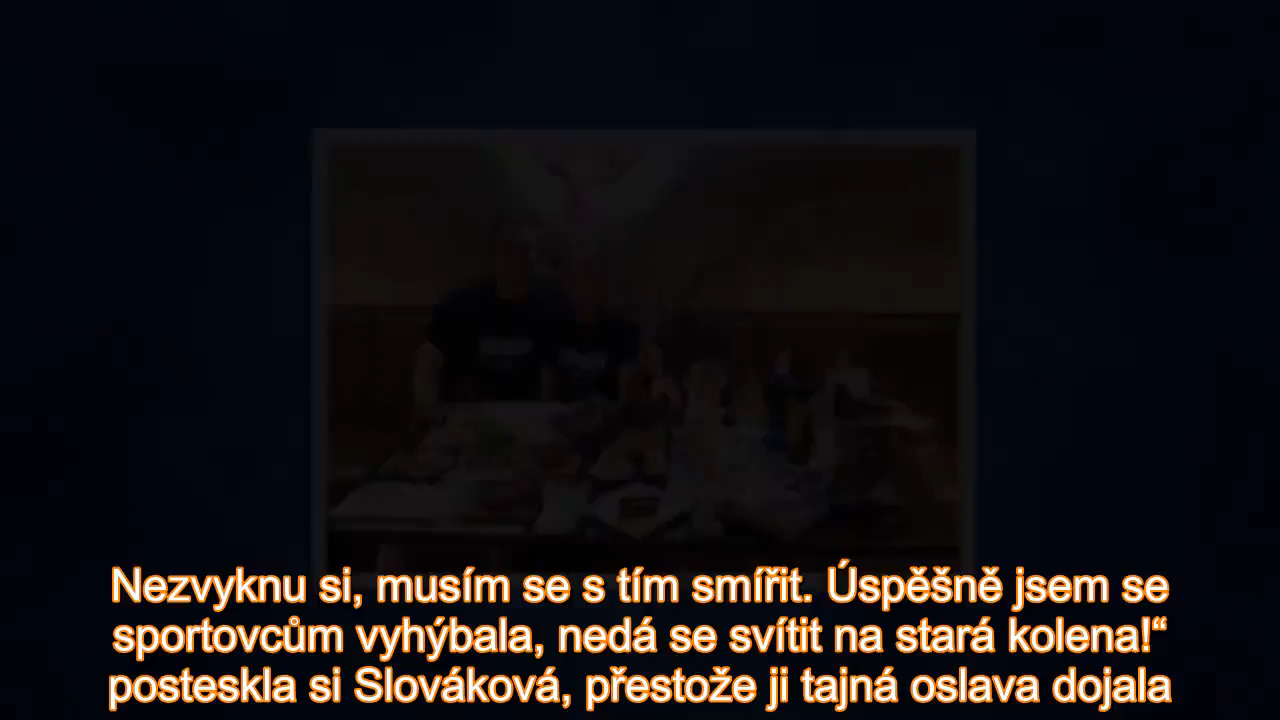 Nezvyknu si, musím se s tím smířit. Úspěšně jsem se
sportovcům vyhýbala, nedá se svítit na stará kolena!“
posteskla si Slováková, přestože ji tajná oslava dojala